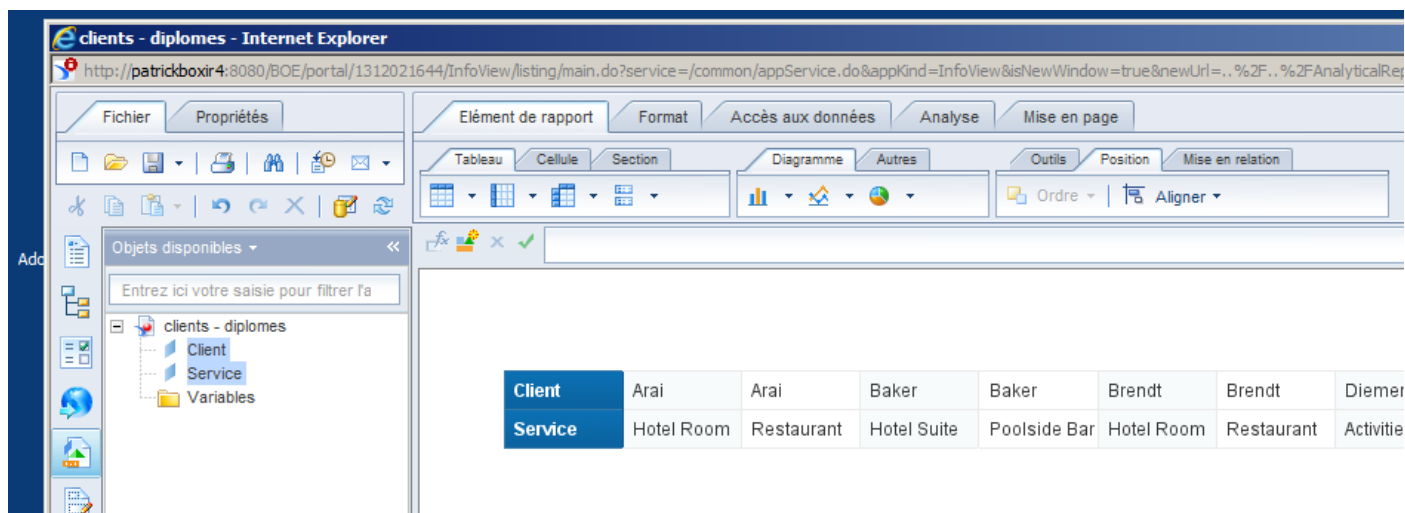 clients - diplomes - Internet Explorer
http://patrickboxir4:8080/BOE/portal/1312021644/InfoView/listing/main.do?service=/common/appService.do&appKind=InfoView&isNewWindow=true&newUrl=..%2F..%2FAnalyticalRep
Fichier Propriétés Elément de rapport Format Accès aux données Analyse Mise en page
Tableau Cellule Section Diagramme Autres Outils Position Mise en relation
Ordre Aligner
Objets disponibles
Add
Entrez ici votre saisie pour filtrer l'a
clients - diplomes
Client
Service
Variables
Client Arai Arai Baker Baker Brendt Brendt Diemer
Service Hotel Room Restaurant Hotel Suite Poolside Bar Hotel Room Restaurant Activitie